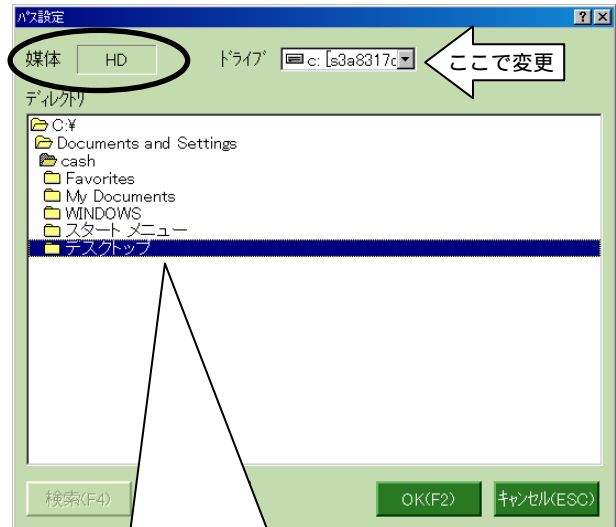 パス設定
媒体 HD ドライブ c: [s3a8317c ここで変更
ディレクトリ
C:¥
Documents and Settings
cash
Favorites
My Documents
WINDOWS
スタート メニュー
デスクトップ
検索(F4) OK(F2) キャンセル(ESC)